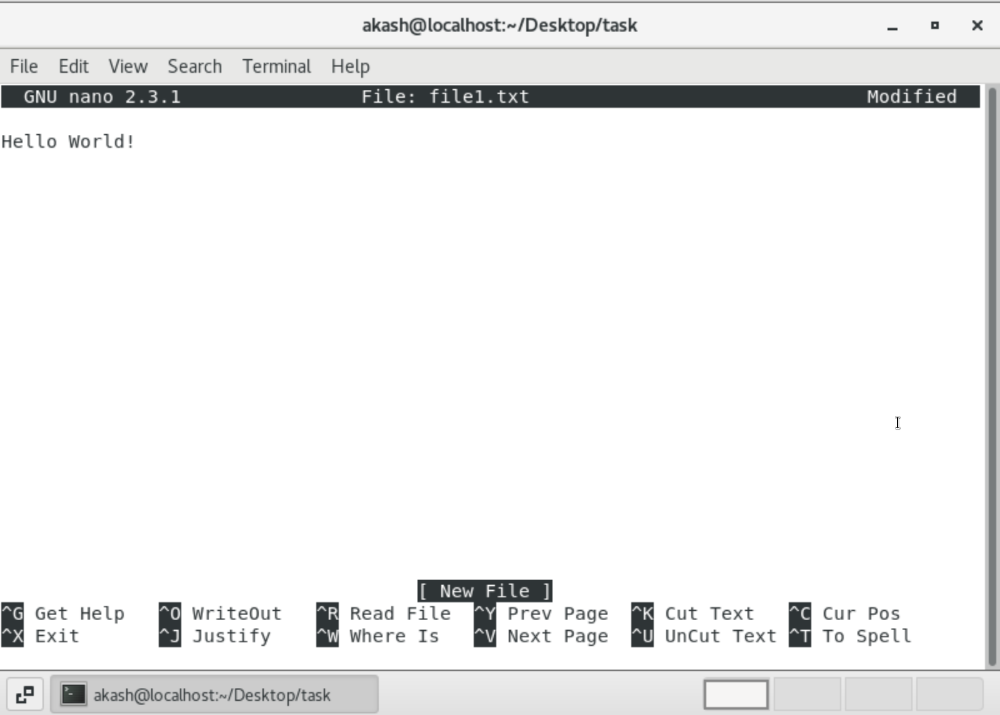 akash@localhost:~/Desktop/task
File Edit View Search Terminal Help
GNU nano 2.3.1 File: file1.txt Modified
Hello World!
[ New File ]
^G Get Help ^O WriteOut ^R Read File ^Y Prev Page ^K Cut Text ^C Cur Pos
^X Exit ^J Justify ^W Where Is ^V Next Page ^U UnCut Text ^T To Spell
akash@localhost:~/Desktop/task